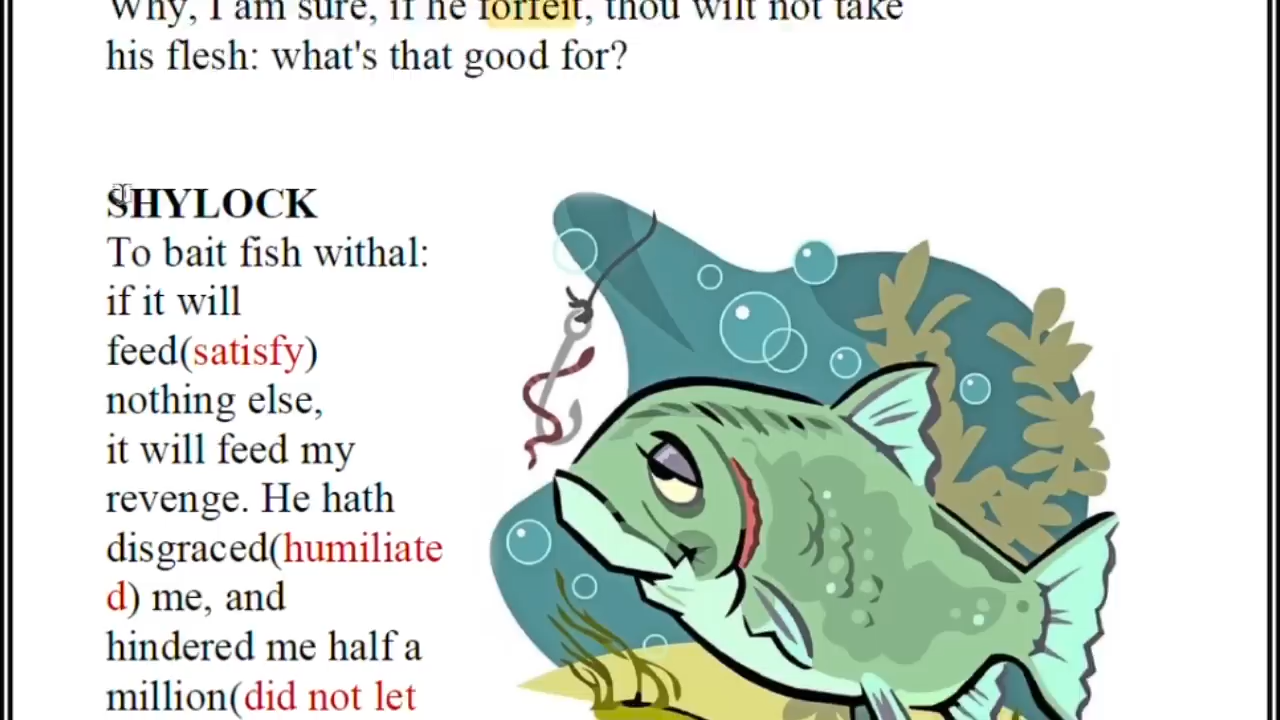 Why, I am sure, if he forfeit, thou wilt not take
his flesh: what's that good for?
SHYLOCK
To bait fish withal:
if it will
feed(satisfy)
nothing else,
it will feed my
revenge. He hath
disgraced(humiliate
d) me, and
hindered me half a
million(did not let